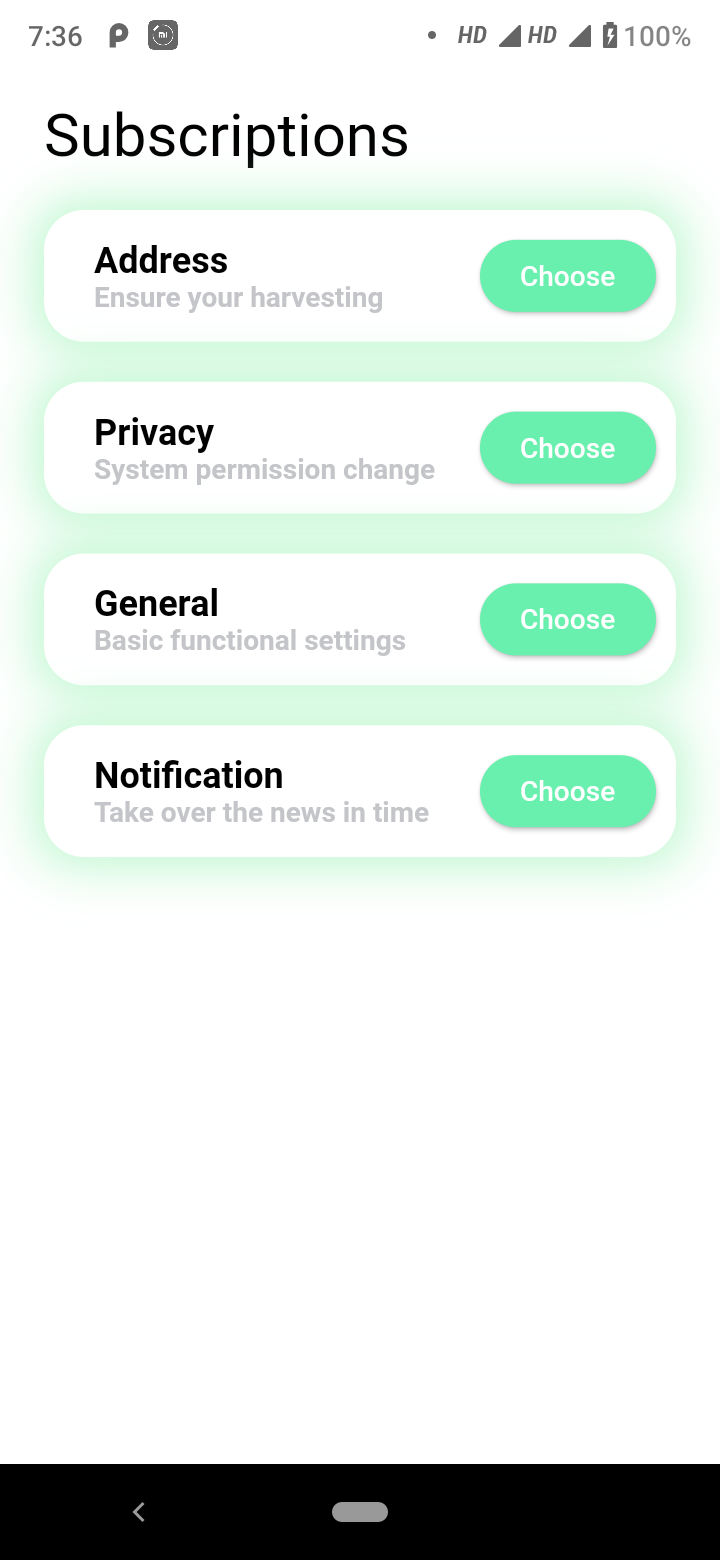 7:36 HD HD 100%
Subscriptions
Address
Ensure your harvesting
Choose
Privacy
System permission change
Choose
General
Basic functional settings
Choose
Notification
Take over the news in time
Choose